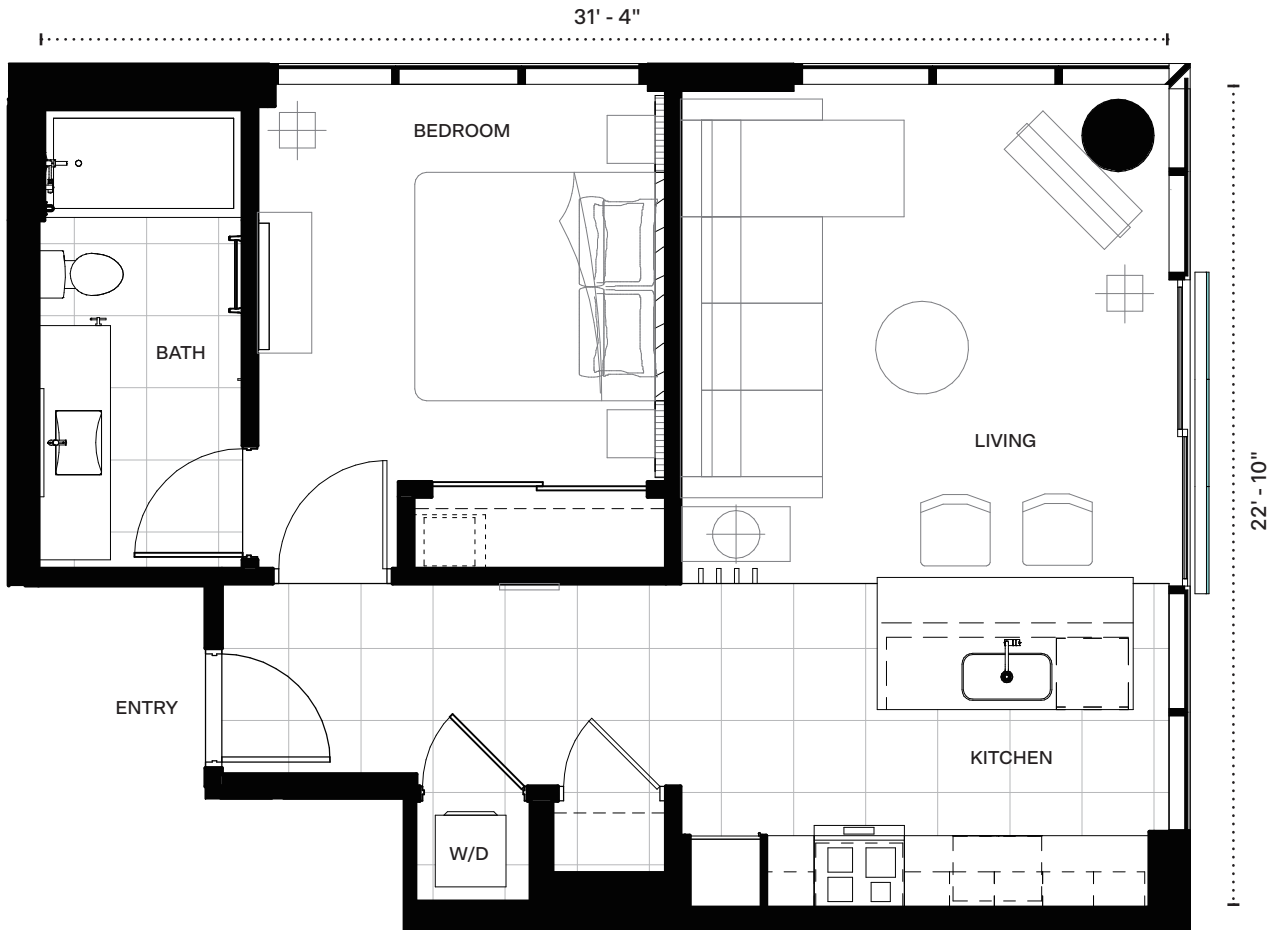 31' - 4"
BEDROOM
BATH
LIVING
22' - 10"
ENTRY
KITCHEN
W/D